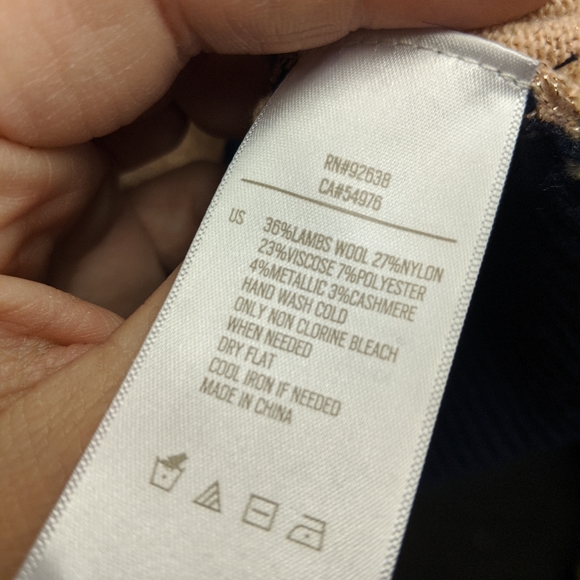 RN#92638
CA#54976
US 36%LAMBS WOOL 27%NYLON
23%VISCOSE 7%POLYESTER
4%METALLIC 3%CASHMERE
HAND WASH COLD
ONLY NON CLORINE BLEACH
WHEN NEEDED
DRY FLAT
COOL IRON IF NEEDED
MADE IN CHINA